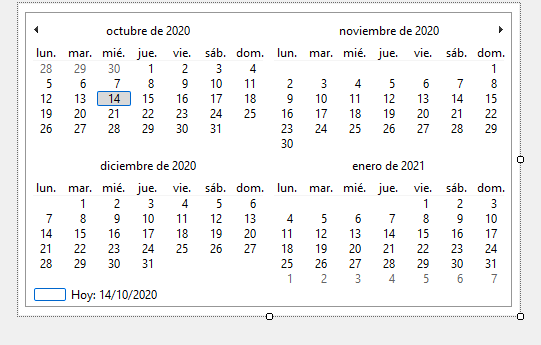 octubre de 2020
lun. mar. mié. jue. vie. sáb. dom.
28 29 30 1 2 3 4
5 6 7 8 9 10 11
12 13 14 15 16 17 18
19 20 21 22 23 24 25
26 27 28 29 30 31
noviembre de 2020
lun. mar. mié. jue. vie. sáb. dom.
1
2 3 4 5 6 7 8
9 10 11 12 13 14 15
16 17 18 19 20 21 22
23 24 25 26 27 28 29
30
diciembre de 2020
lun. mar. mié. jue. vie. sáb. dom.
1 2 3 4 5 6
7 8 9 10 11 12 13
14 15 16 17 18 19 20
21 22 23 24 25 26 27
28 29 30 31
enero de 2021
lun. mar. mié. jue. vie. sáb. dom.
1 2 3
4 5 6 7 8 9 10
11 12 13 14 15 16 17
18 19 20 21 22 23 24
25 26 27 28 29 30 31
1 2 3 4 5 6 7
Hoy: 14/10/2020